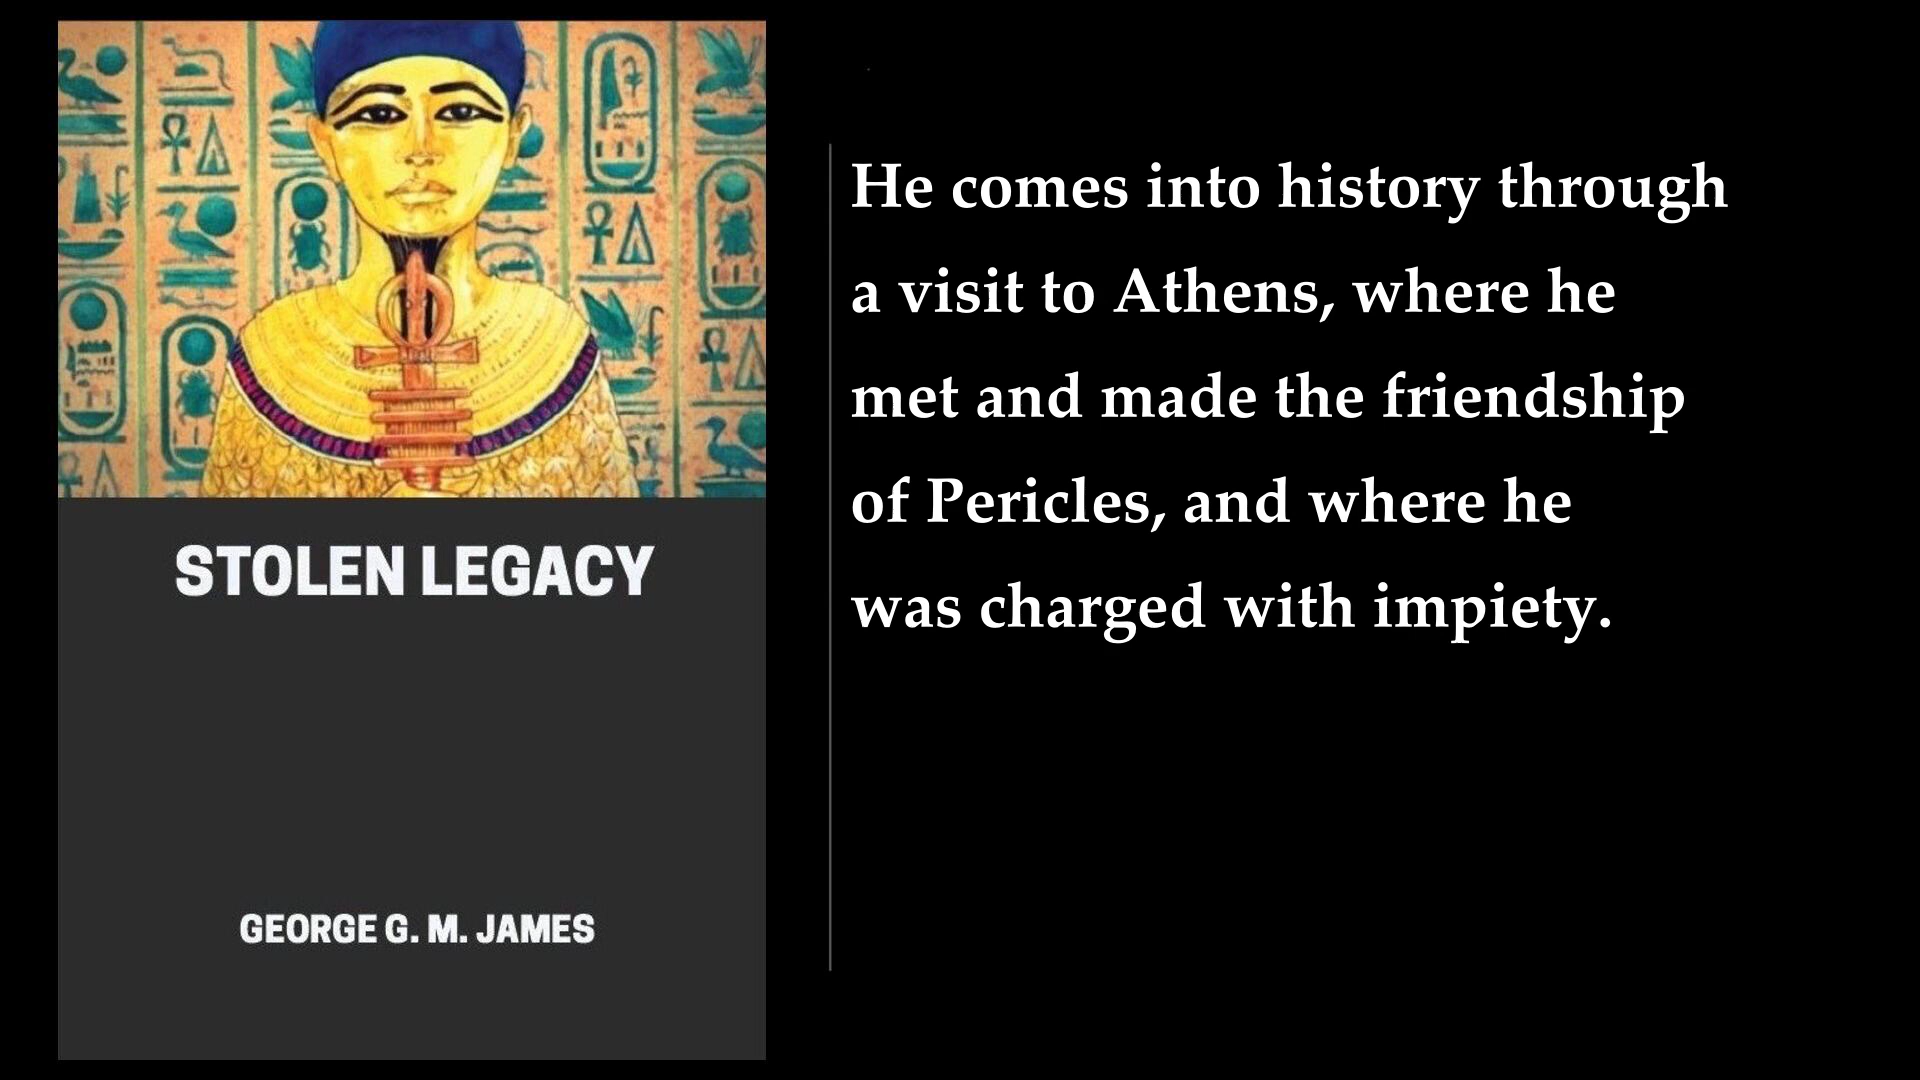 STOLEN LEGACY
GEORGE G. M. JAMES
He comes into history through
a visit to Athens, where he
met and made the friendship
of Pericles, and where he
was charged with impiety.